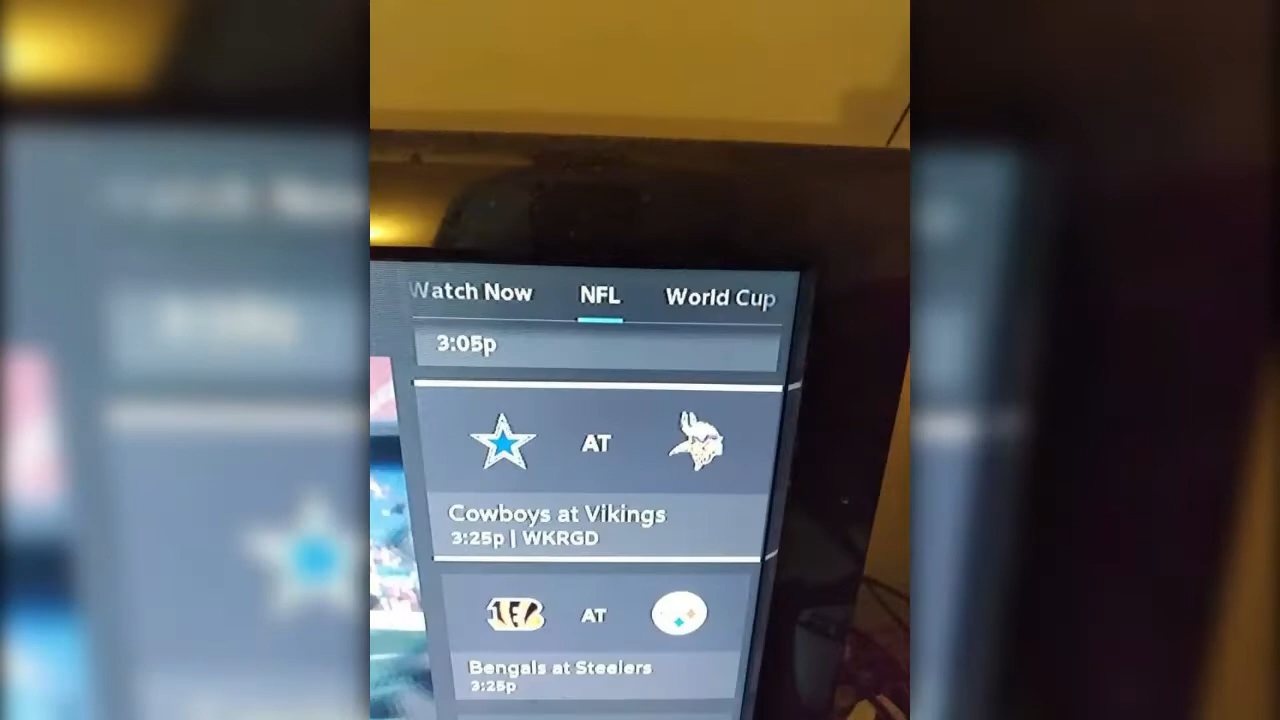 Watch Now NFL World Cup
3:05p
AT
Cowboys at Vikings
3:25p | WKRGD
AT
Bengals at Steelers
3:25p